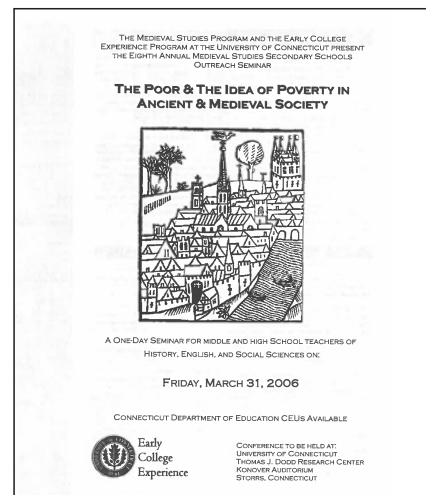 THE MEDIEVAL STUDIES PROGRAM AND THE EARLY COLLEGE
EXPERIENCE PROGRAM AT THE UNIVERSITY OF CONNECTICUT PRESENT
THE EIGHTH ANNUAL MEDIEVAL STUDIES SECONDARY SCHOOLS
OUTREACH SEMINAR
THE POOR & THE IDEA OF POVERTY IN
ANCIENT & MEDIEVAL SOCIETY
A ONE-DAY SEMINAR FOR MIDDLE AND HIGH SCHOOL TEACHERS OF
HISTORY, ENGLISH, AND SOCIAL SCIENCES ON:
FRIDAY, MARCH 31, 2006
CONNECTICUT DEPARTMENT OF EDUCATION CEUS AVAILABLE
Early
College
Experience
CONFERENCE TO BE HELD AT:
UNIVERSITY OF CONNECTICUT
THOMAS J. DODD RESEARCH CENTER
KONOVER AUDITORIUM
STORRS, CONNECTICUT